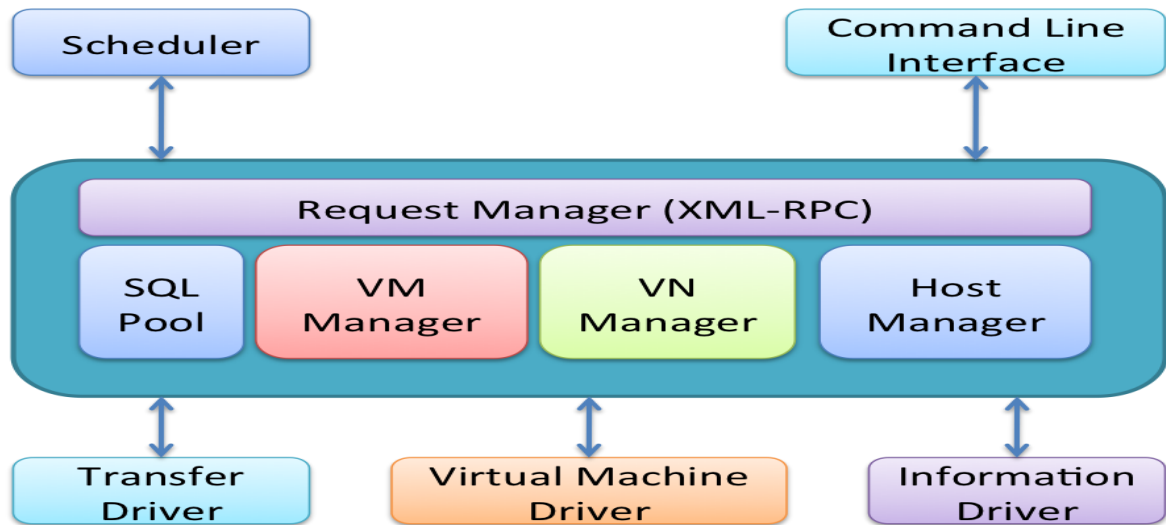 Scheduler
Command Line
Interface
Request Manager (XML-RPC)
SQL
Pool
VM
Manager
VN
Manager
Host
Manager
Transfer
Driver
Virtual Machine
Driver
Information
Driver